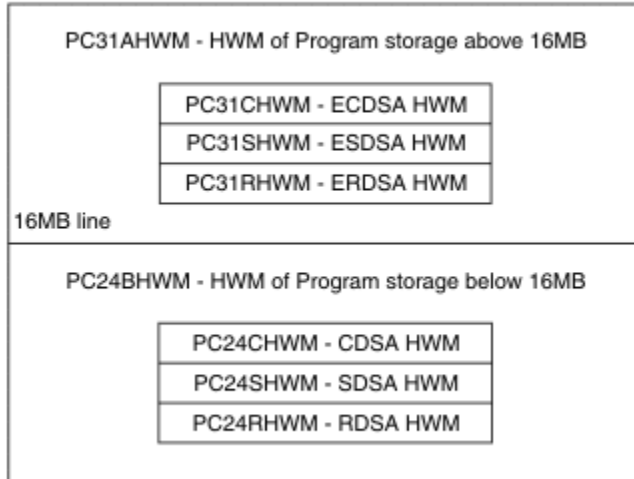 PC31AHWM - HWM of Program storage above 16MB
PC31CHWM - ECDSA HWM
PC31SHWM - ESDSA HWM
PC31RHWM - ERDSA HWM
16MB line
PC24BHWM - HWM of Program storage below 16MB
PC24CHWM - CDSA HWM
PC24SHWM - SDSA HWM
PC24RHWM - RDSA HWM